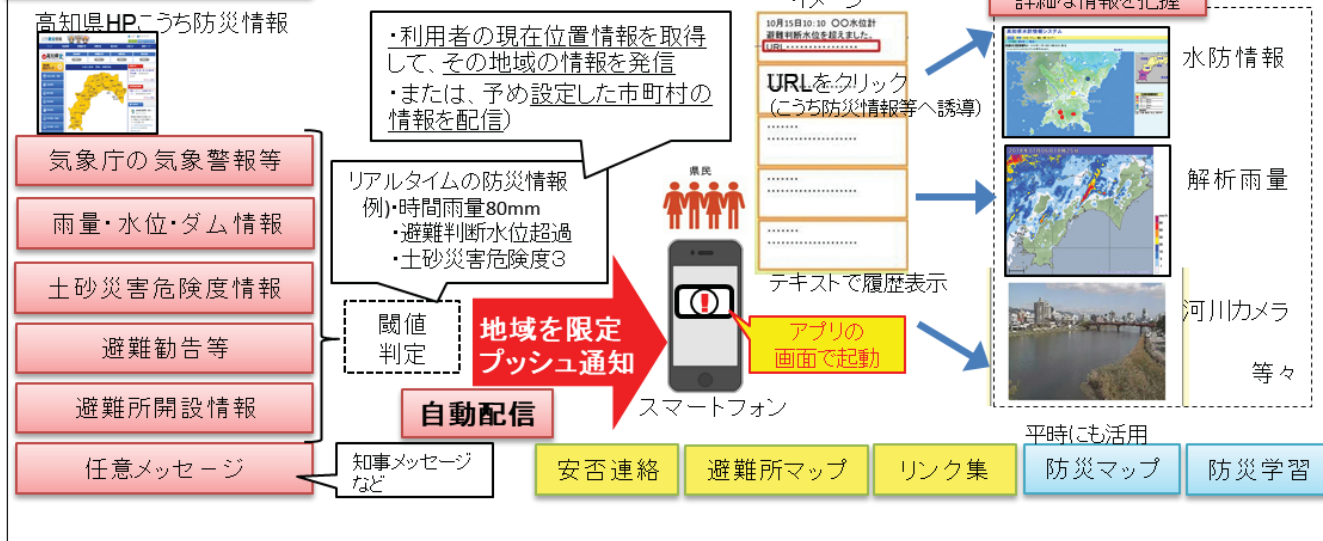 高知県HPこうち防災情報
気象庁の気象警報等
雨量・水位・ダム情報
土砂災害危険度情報
避難勧告等
避難所開設情報
任意メッセージ
知事メッセージ
など
・利用者の現在位置情報を取得
して、その地域の情報を発信
・または、予め設定した市町村の
情報を配信)
リアルタイムの防災情報
例)・時間雨量80mm
・避難判断水位超過
・土砂災害危険度3
閾値
判定
地域を限定
プッシュ通知
自動配信
県民
スマートフォン
アプリの
画面で起動
イメージ
10月15日10:10 〇〇水位計
避難判断水位を超えました。
URL ・・・・・・・・・・・・・・・・・
URLをクリック
(こうち防災情報等へ誘導)
・・・・・・・
・・・・・・・・・・・・・・・・・
・・・・・・・
・・・・・・・・・・・・・・・・・
・・・・・・・
・・・・・・・・・・・・・・・・・
テキストで履歴表示
詳細な情報を把握
高知県水防情報システム
水防情報
解析雨量
河川カメラ
等々
平時にも活用
安否連絡
避難所マップ
リンク集
防災マップ
防災学習